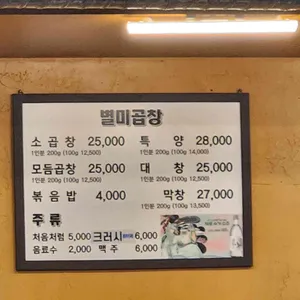 별미곱창
소곱창 25,000 특양 28,000
1인분 200g (100g 12,500) 1인분 200g (100g 14,000)
모듬곱창 25,000 대창 25,000
1인분 200g (100g 12,500) 1인분 200g (100g 12,500)
볶음밥 4,000 막창 27,000
1인분 200g (100g 13,500)
주류
처음처럼 5,000 크러시 6,000
음료수 2,000 맥주 6,000